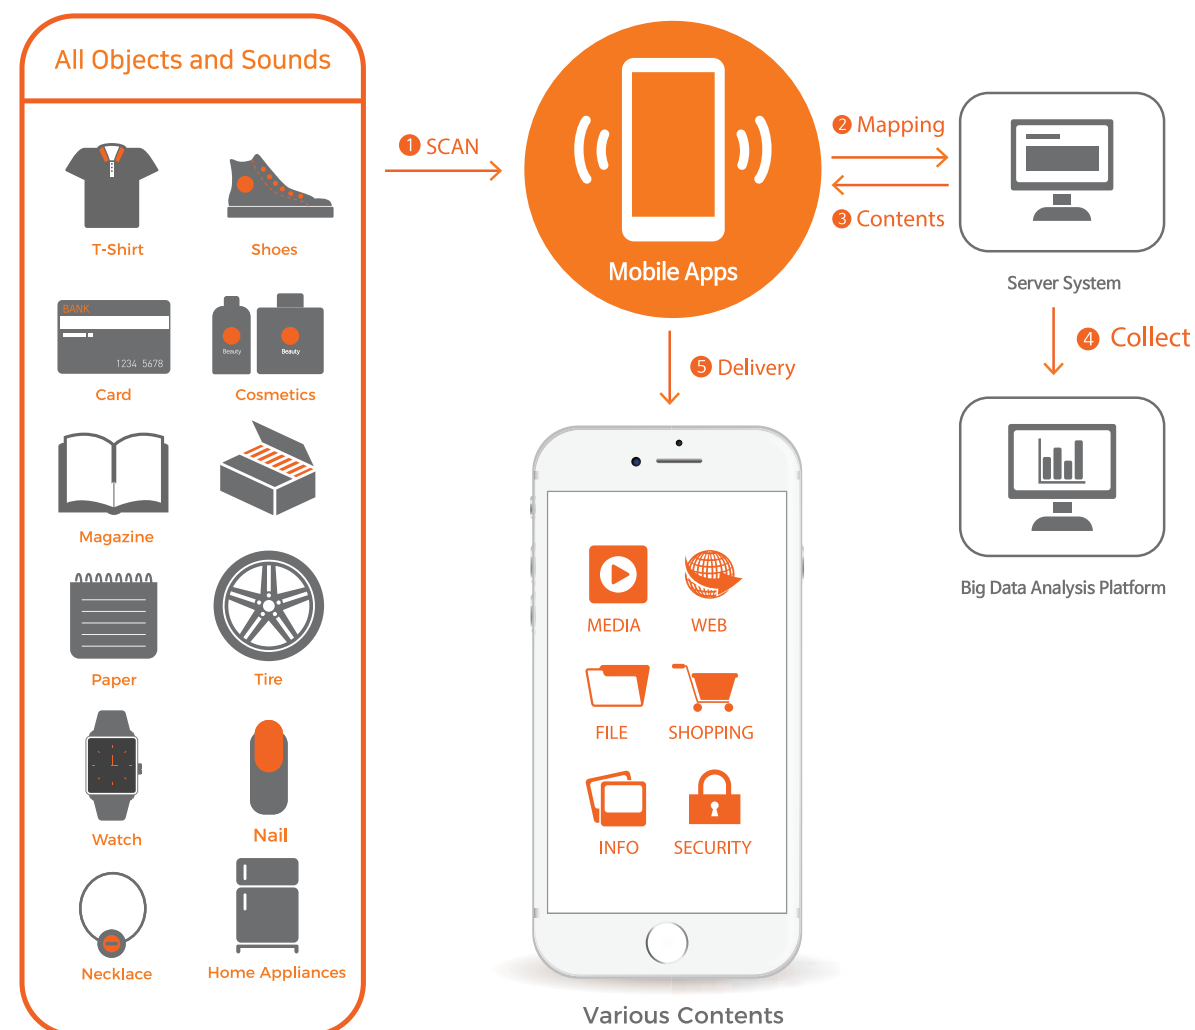 All Objects and Sounds
T-Shirt
Shoes
BANK
1234 5678
Card
Beauty
Beauty
Cosmetics
Magazine
Paper
Tire
Watch
Nail
Necklace
Home Appliances
1 SCAN
Mobile Apps
2 Mapping
3 Contents
Server System
4 Collect
Big Data Analysis Platform
5 Delivery
MEDIA
WEB
FILE
SHOPPING
INFO
SECURITY
Various Contents